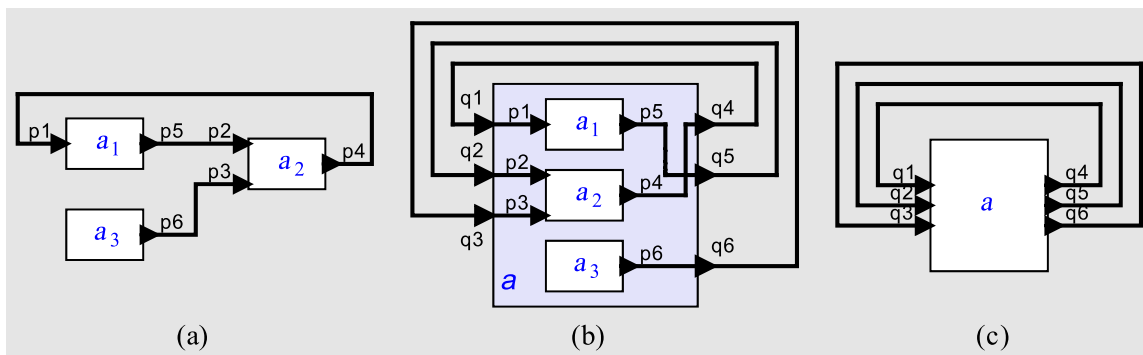 p1 a₁ p5 p2 a₂ p4
p3
a₃ p6
(a)
q1 p1 a₁ p5 q4
q2 p2 a₂ p4 q5
p3
q3
a₃ p6 q6
a
(b)
q1 a q4
q2 q5
q3 q6
(c)